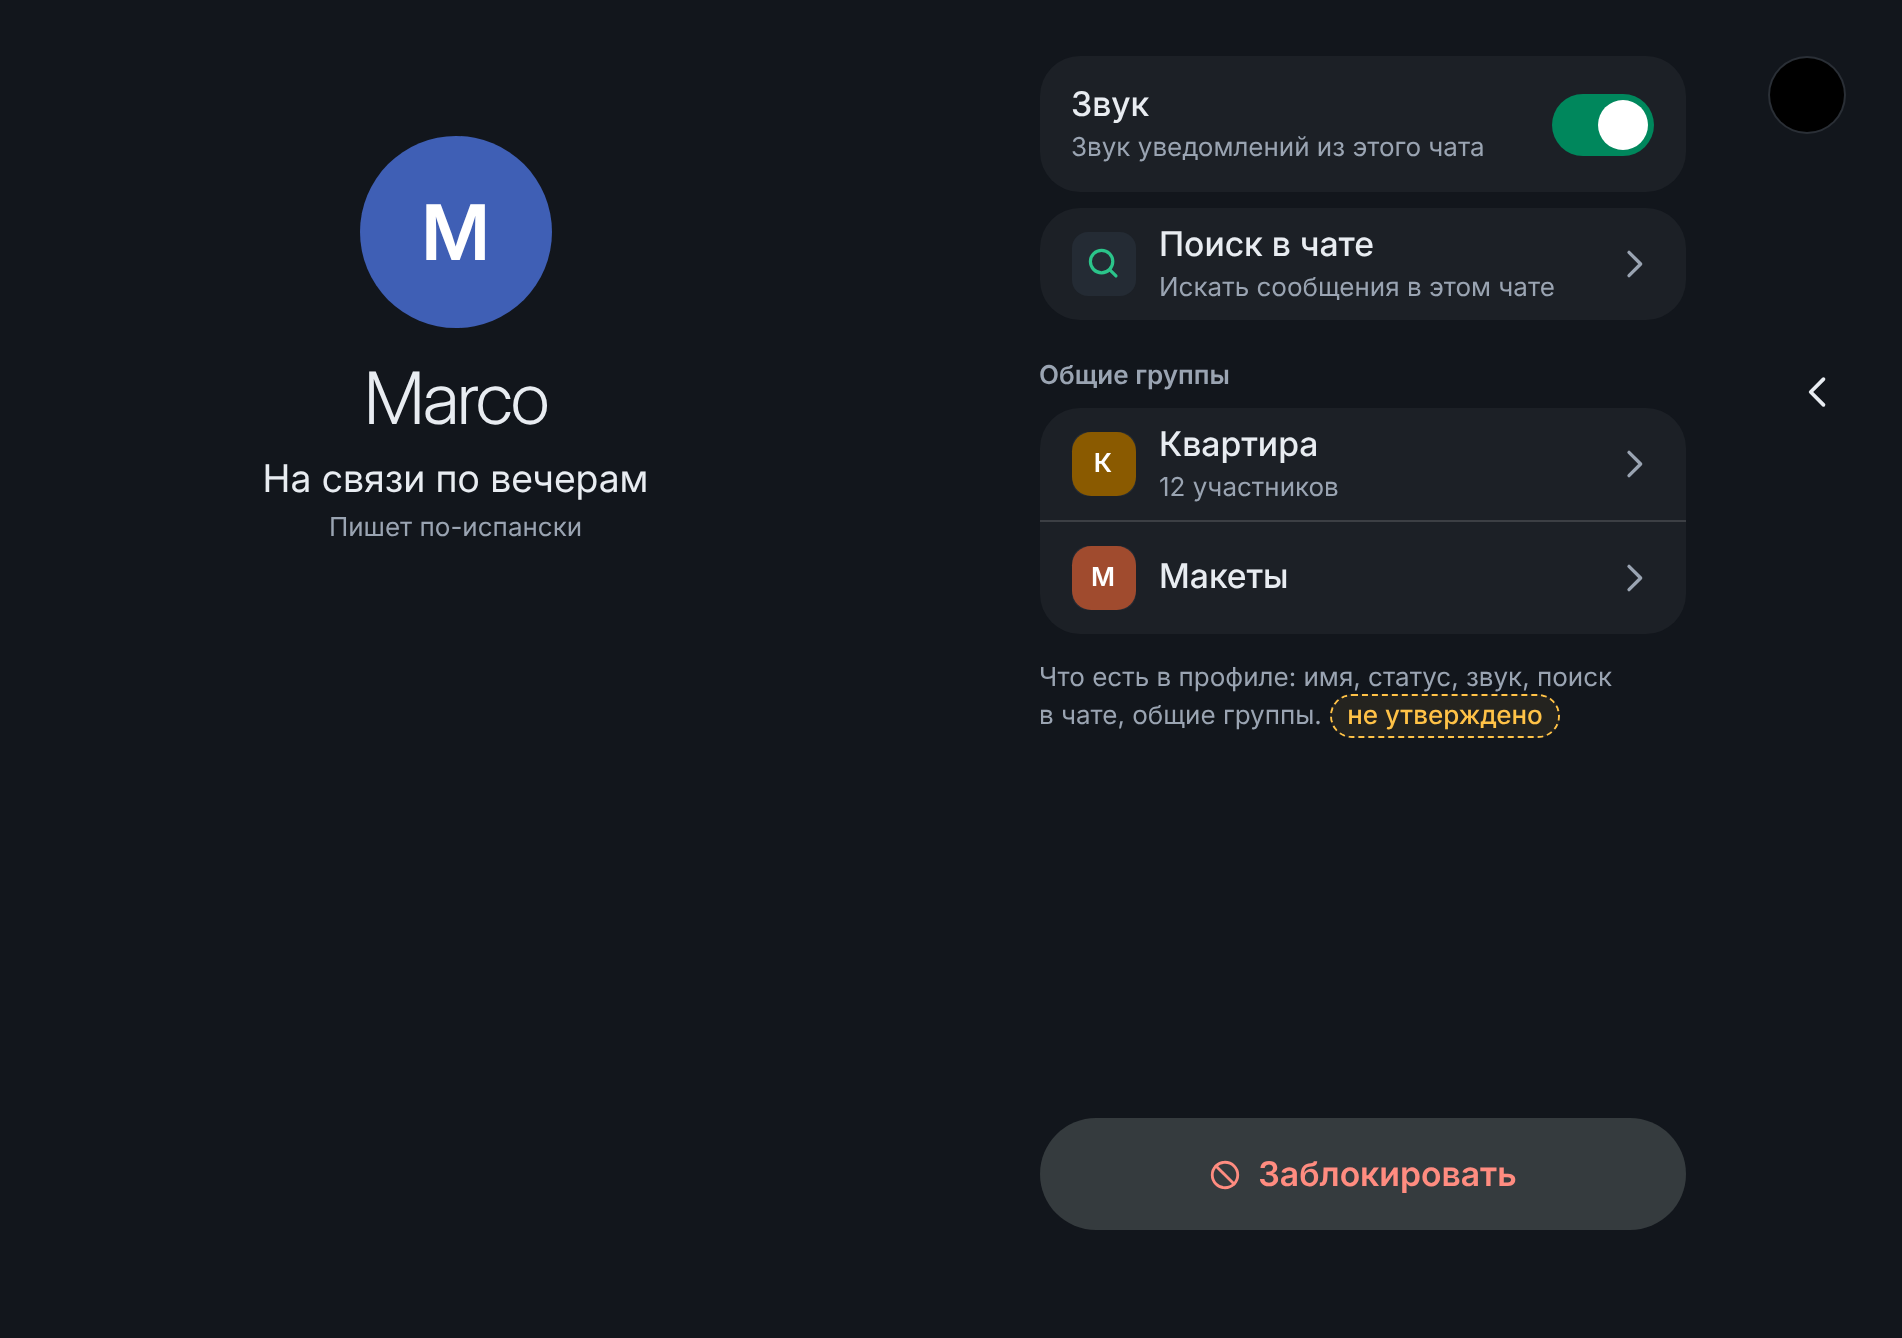 М
Marco
На связи по вечерам
Пишет по-испански
Звук
Звук уведомлений из этого чата
Поиск в чате
Искать сообщения в этом чате
Общие группы
К
Квартира
12 участников
М
Макеты
Что есть в профиле: имя, статус, звук, поиск
в чате, общие группы. не утверждено
Заблокировать